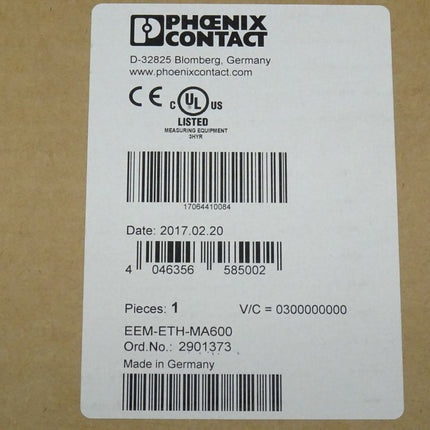 PHŒNIX
CONTACT
D-32825 Blomberg, Germany
www.phoenixcontact.com
CE C UL US
LISTED
MEASURING EQUIPMENT
3HYR
17064410084
Date: 2017.02.20
4 046356 585002
Pieces: 1 V/C = 0300000000
EEM-ETH-MA600
Ord.No.: 2901373
Made in Germany